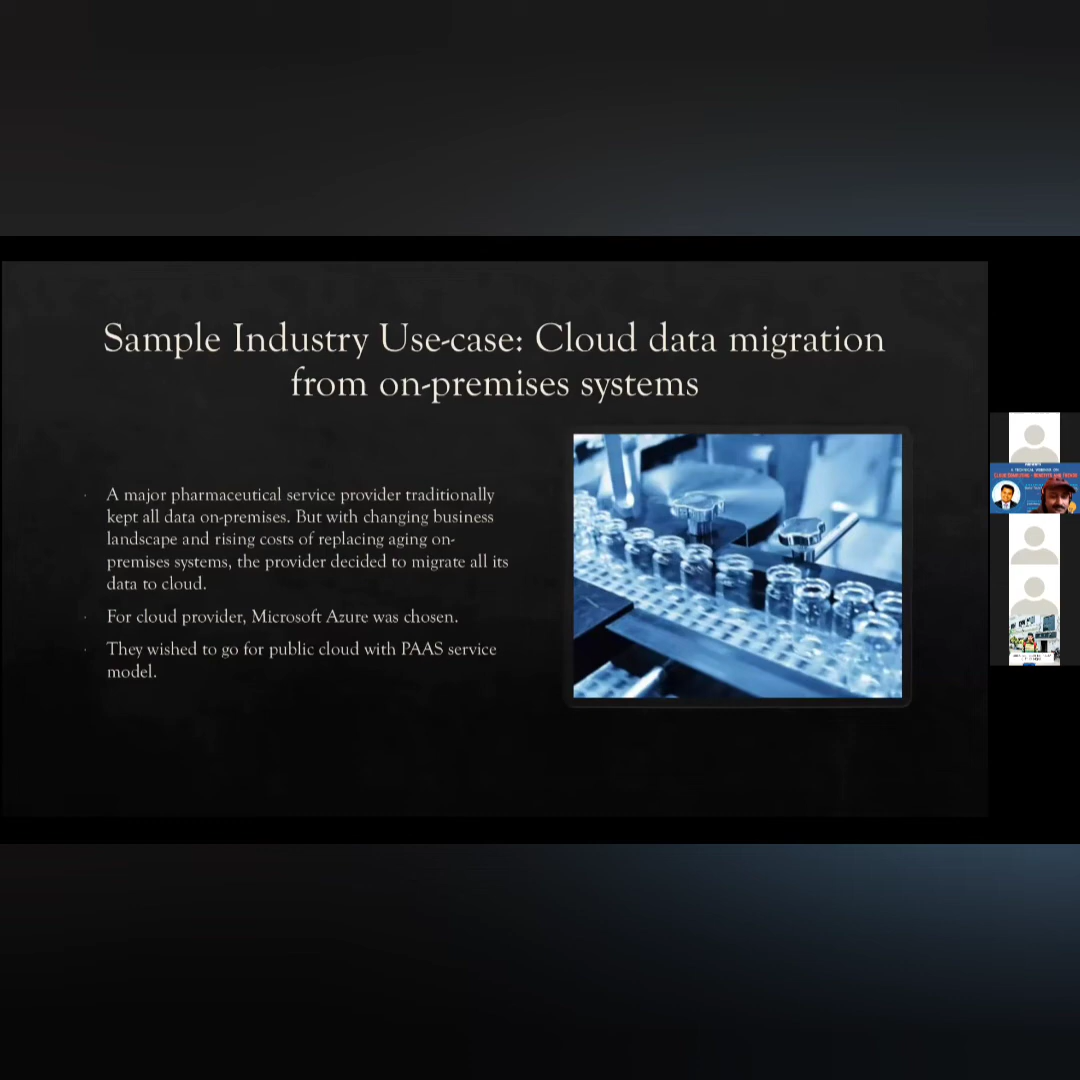 Sample Industry Use-case: Cloud data migration
from on-premises systems
A major pharmaceutical service provider traditionally
kept all data on-premises. But with changing business
landscape and rising costs of replacing aging on-
premises systems, the provider decided to migrate all its
data to cloud.
For cloud provider, Microsoft Azure was chosen.
They wished to go for public cloud with PAAS service
model.